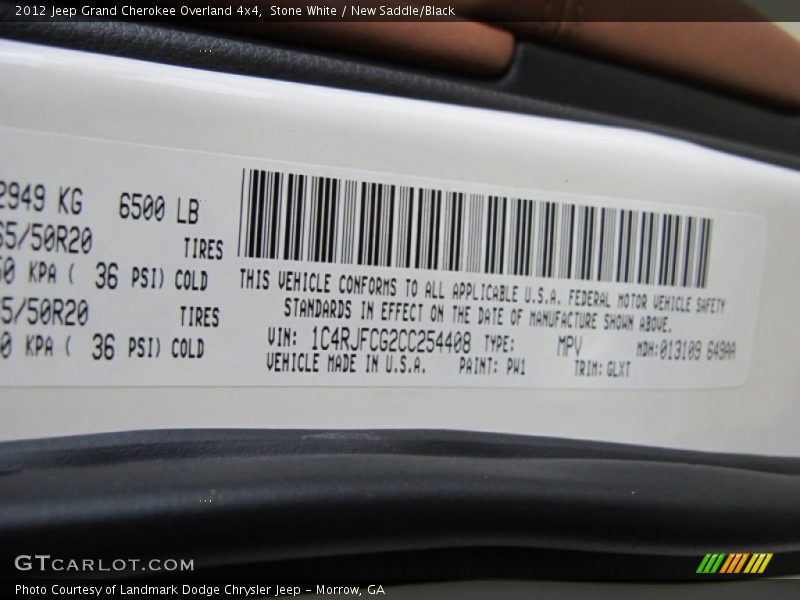 2012 Jeep Grand Cherokee Overland 4x4, Stone White / New Saddle/Black
2949 KG 6500 LB
5/50R20 TIRES
0 KPA ( 36 PSI) COLD
5/50R20 TIRES
0 KPA ( 36 PSI) COLD
THIS VEHICLE CONFORMS TO ALL APPLICABLE U.S.A. FEDERAL MOTOR VEHICLE SAFETY
STANDARDS IN EFFECT ON THE DATE OF MANUFACTURE SHOWN ABOVE.
VIN: 1C4RJFCG2CC254408 TYPE: MPV MDH:013109 649AA
VEHICLE MADE IN U.S.A. PAINT: PW1 TRIM: GLXT
GTCARLOT.COM
Photo Courtesy of Landmark Dodge Chrysler Jeep - Morrow, GA